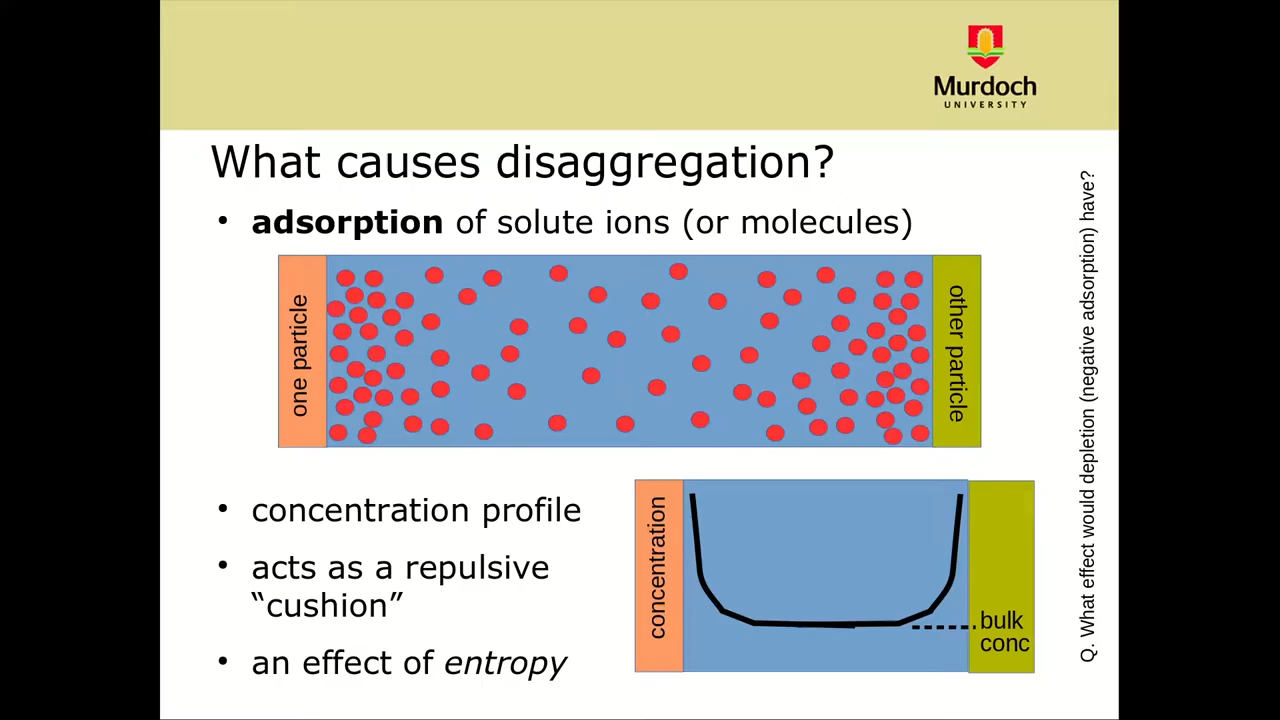 Murdoch
UNIVERSITY
What causes disaggregation?
• adsorption of solute ions (or molecules)
one particle
other particle
• concentration profile
• acts as a repulsive
“cushion”
• an effect of entropy
concentration
bulk
conc
Q. What effect would depletion (negative adsorption) have?